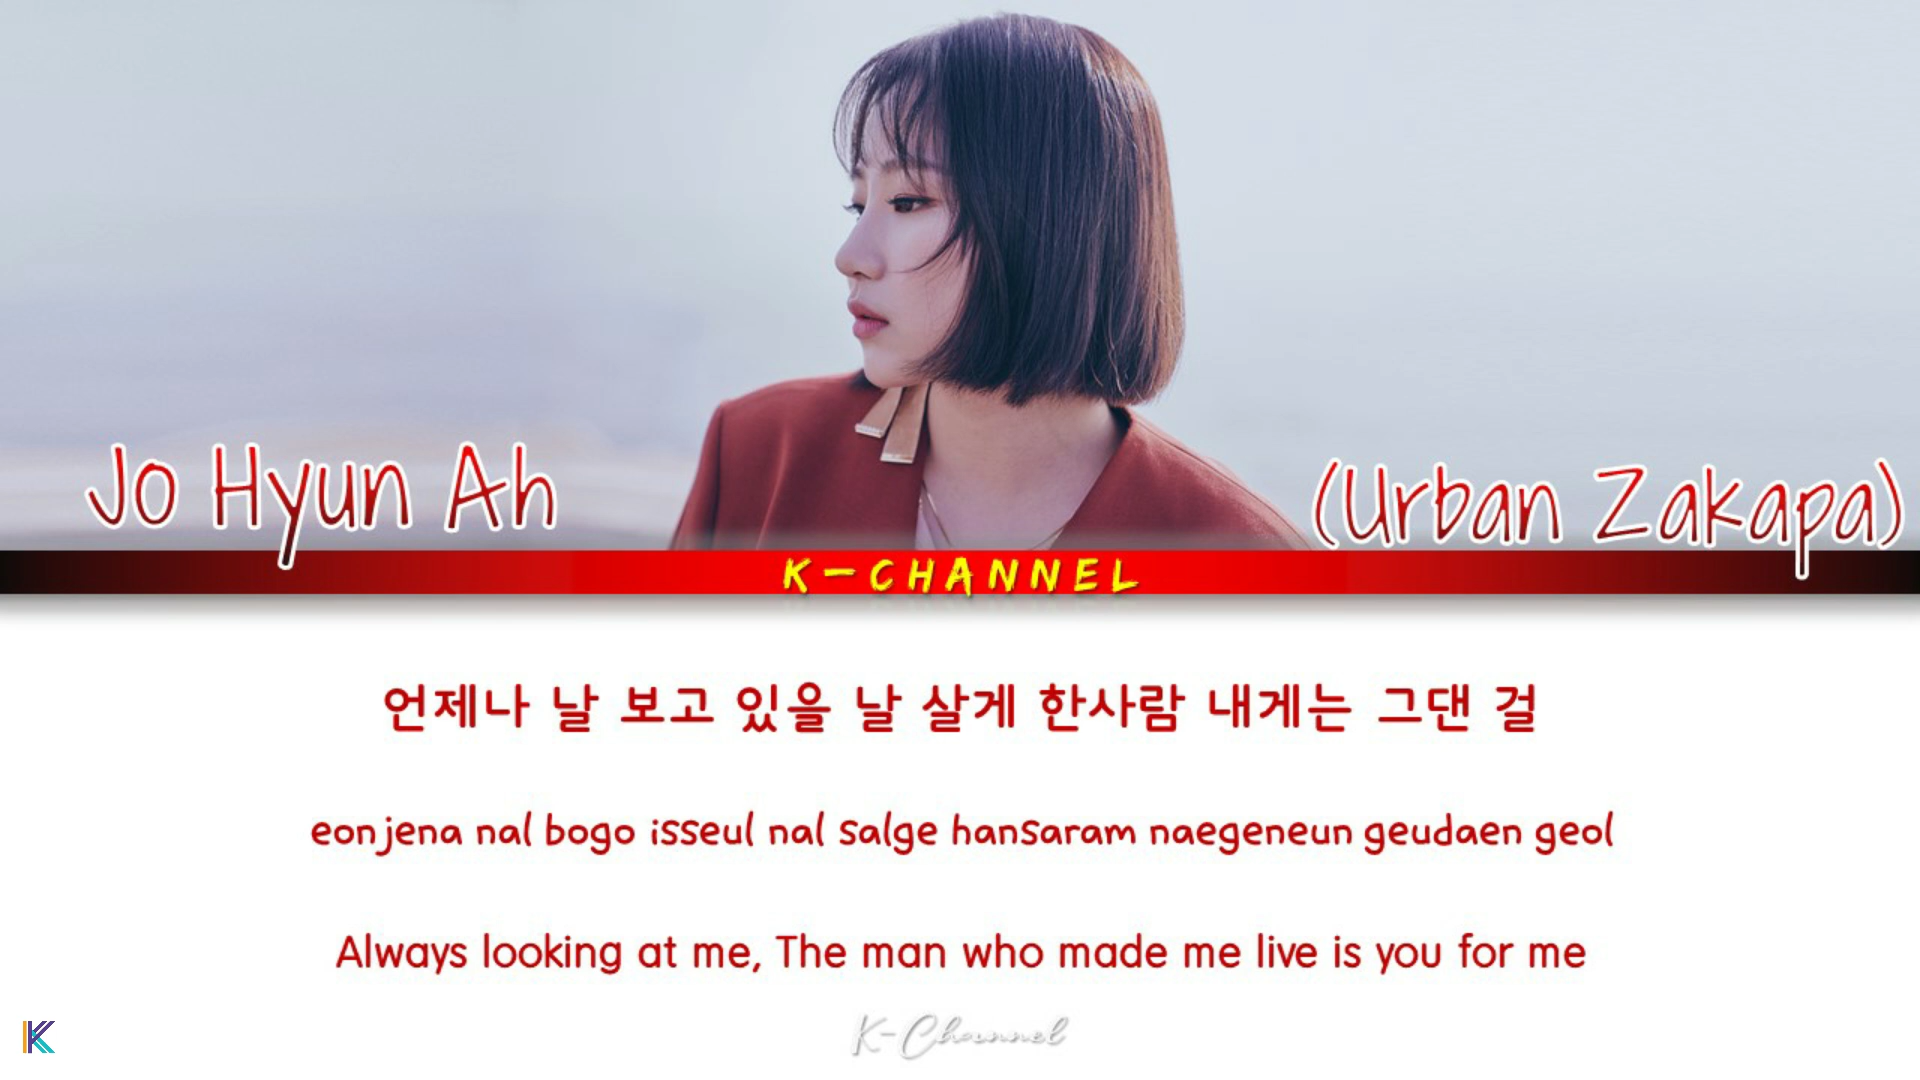 Jo Hyun Ah (Urban Zakapa)
K-CHANNEL
언제나 날 보고 있을 날 살게 한사람 내게는 그댄 걸
eonjena nal bogo isseul nal salge hansaram naegeneun geudaen geol
Always looking at me, The man who made me live is you for me
K-Channel
K